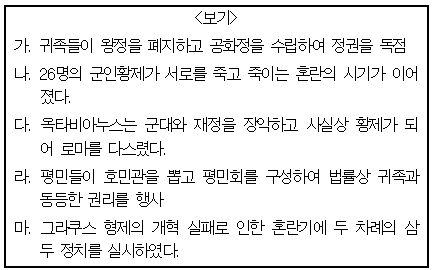 <보기>
가. 귀족들이 왕정을 폐지하고 공화정을 수립하여 정권을 독점
나. 26명의 군인황제가 서로를 죽고 죽이는 혼란의 시기가 이어
졌다.
다. 옥타비아누스는 군대와 재정을 장악하고 사실상 황제가 되
어 로마를 다스렸다.
라. 평민들이 호민관을 뽑고 평민회를 구성하여 법률상 귀족과
동등한 권리를 행사
마. 그라쿠스 형제의 개혁 실패로 인한 혼란기에 두 차례의 삼
두 정치를 실시하였다.